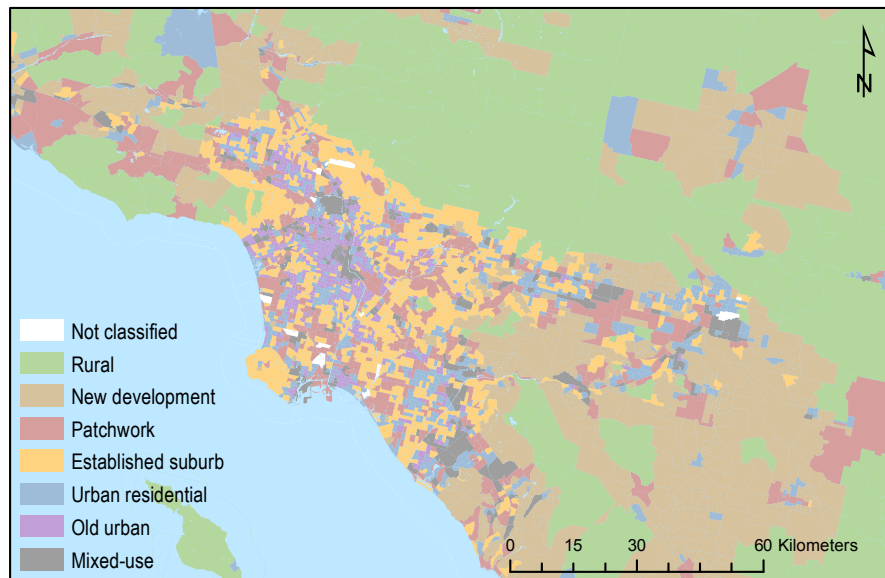 N
Not classified
Rural
New development
Patchwork
Established suburb
Urban residential
Old urban
Mixed-use
0 15 30 60 Kilometers